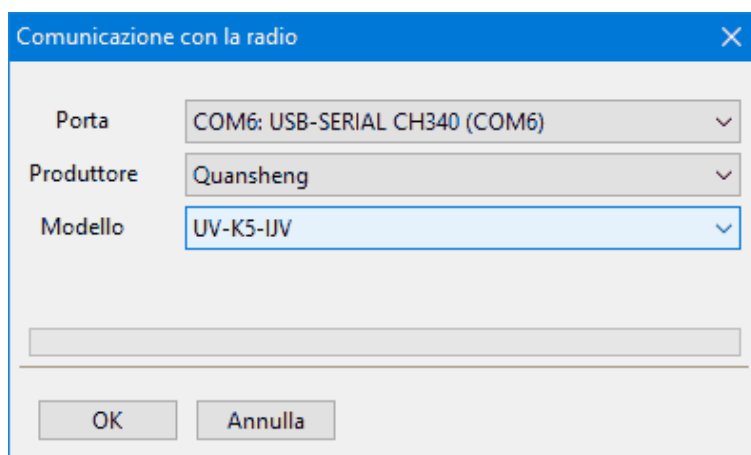 Comunicazione con la radio
Porta COM6: USB-SERIAL CH340 (COM6)
Produttore Quansheng
Modello UV-K5-IJV
OK Annulla